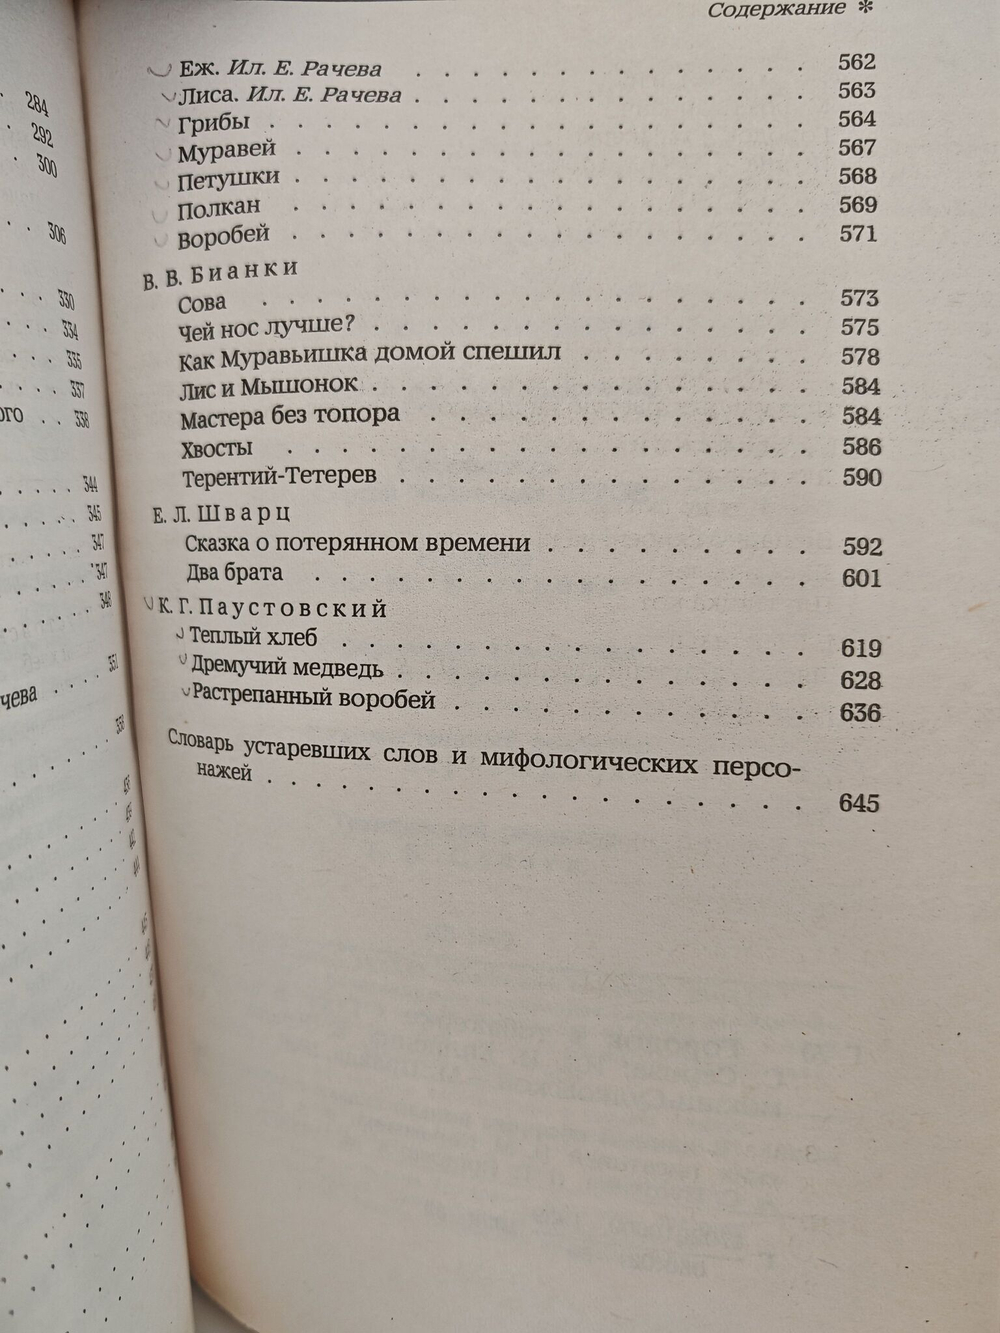 Содержание *
284
292
300
306
330
334
335
337
ого . . 338
344
345
347
347
348
351
чева
Еж. Ил. Е. Рачева . . . . . . . . . . . . . . 562
Лиса. Ил. Е. Рачева . . . . . . . . . . . . . . 563
Грибы . . . . . . . . . . . . . . . . . . . 564
Муравей . . . . . . . . . . . . . . . . . . 567
Петушки . . . . . . . . . . . . . . . . . . 568
Полкан . . . . . . . . . . . . . . . . . . 569
Воробей . . . . . . . . . . . . . . . . . . 571
В. В. Бианки
Сова . . . . . . . . . . . . . . . . . . . 573
Чей нос лучше? . . . . . . . . . . . . . . . 575
Как Муравьишка домой спешил . . . . . . . . 578
Лис и Мышонок . . . . . . . . . . . . . . . 584
Мастера без топора . . . . . . . . . . . . . 584
Хвосты . . . . . . . . . . . . . . . . . . 586
Терентий-Тетерев . . . . . . . . . . . . . . 590
Е. Л. Шварц
Сказка о потерянном времени . . . . . . . . . 592
Два брата . . . . . . . . . . . . . . . . . 601
К. Г. Паустовский
Теплый хлеб . . . . . . . . . . . . . . . . 619
Дремучий медведь . . . . . . . . . . . . . . 628
Растрепанный воробей . . . . . . . . . . . . 636
Словарь устаревших слов и мифологических персо-
нажей . . . . . . . . . . . . . . . . . . . 645